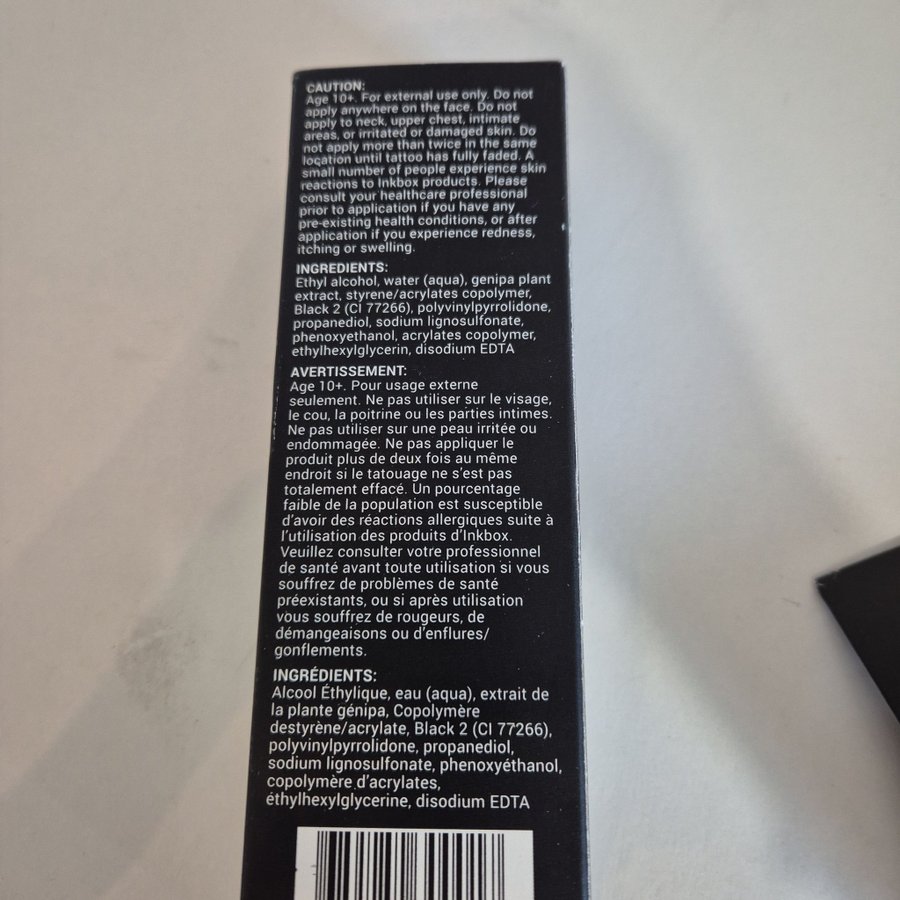 CAUTION:
Age 10+. For external use only. Do not
apply anywhere on the face. Do not
apply to neck, upper chest, intimate
areas, or irritated or damaged skin. Do
not apply more than twice in the same
location until tattoo has fully faded. A
small number of people experience skin
reactions to Inkbox products. Please
consult your healthcare professional
prior to application if you have any
pre-existing health conditions, or after
application if you experience redness,
itching or swelling.
INGREDIENTS:
Ethyl alcohol, water (aqua), genipa plant
extract, styrene/acrylates copolymer,
Black 2 (CI 77266), polyvinylpyrrolidone,
propanediol, sodium lignosulfonate,
phenoxyethanol, acrylates copolymer,
ethylhexylglycerin, disodium EDTA
AVERTISSEMENT:
Age 10+. Pour usage externe
seulement. Ne pas utiliser sur le visage,
le cou, la poitrine ou les parties intimes.
Ne pas utiliser sur une peau irritée ou
endommagée. Ne pas appliquer le
produit plus de deux fois au même
endroit si le tatouage ne s'est pas
totalement effacé. Un pourcentage
faible de la population est susceptible
d'avoir des réactions allergiques suite à
l'utilisation des produits d'Inkbox.
Veuillez consulter votre professionnel
de santé avant toute utilisation si vous
souffrez de problèmes de santé
préexistants, ou si après utilisation
vous souffrez de rougeurs, de
démangeaisons ou d'enflures/
gonflements.
INGRÉDIENTS:
Alcool Éthylique, eau (aqua), extrait de
la plante génipa, Copolymère
destyrène/acrylate, Black 2 (CI 77266),
polyvinylpyrrolidone, propanediol,
sodium lignosulfonate, phenoxyéthanol,
copolymère d'acrylates,
éthylhexylglycerine, disodium EDTA